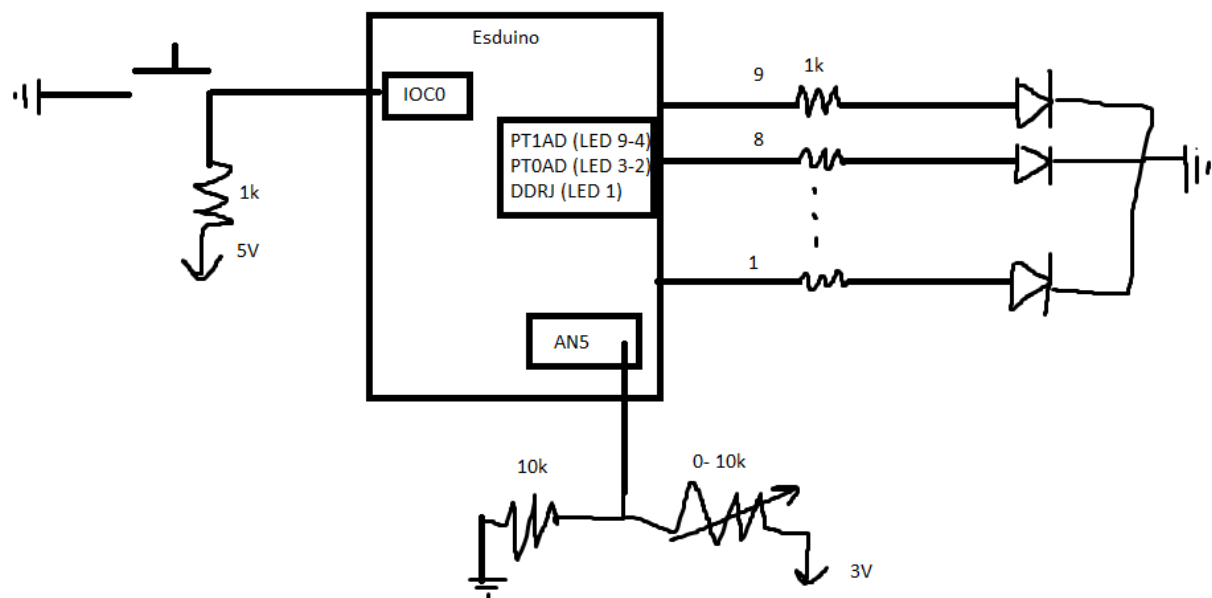 Esduino
9
1k
IOC0
PT1AD (LED 9-4)
PT0AD (LED 3-2)
DDRJ (LED 1)
8
1k
5V
1
AN5
10k
0- 10k
3V